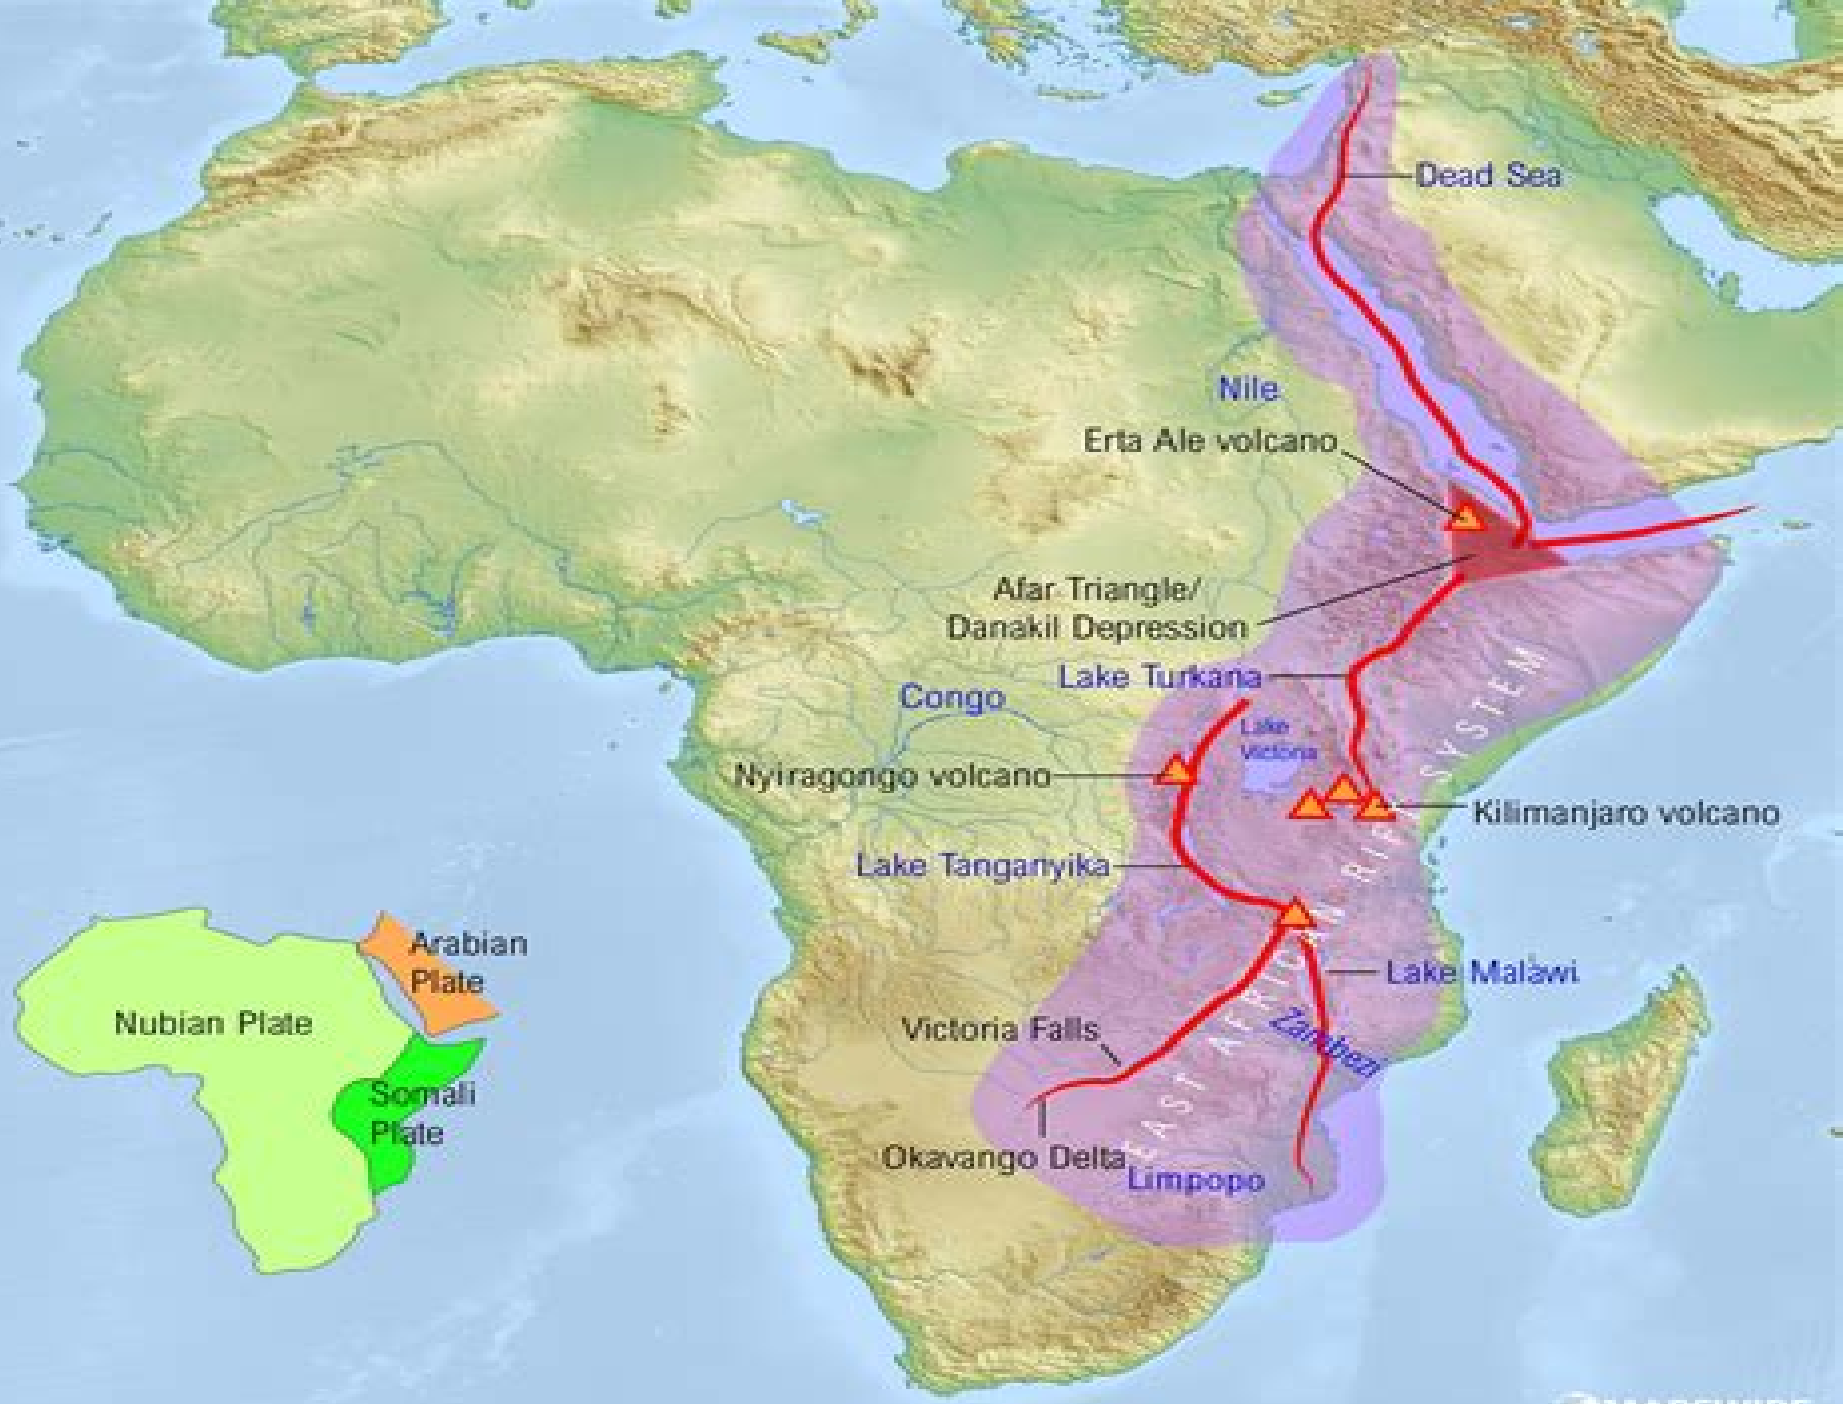 Dead Sea
Nile
Erta Ale volcano
Afar Triangle/
Danakil Depression
Lake Turkana
Congo
Lake
Victoria
Nyiragongo volcano
Kilimanjaro volcano
Lake Tanganyika
EAST AFRICAN RIFT SYSTEM
Lake Malawi
Victoria Falls
Zambezi
Okavango Delta
Limpopo
Arabian
Plate
Nubian Plate
Somali
Plate